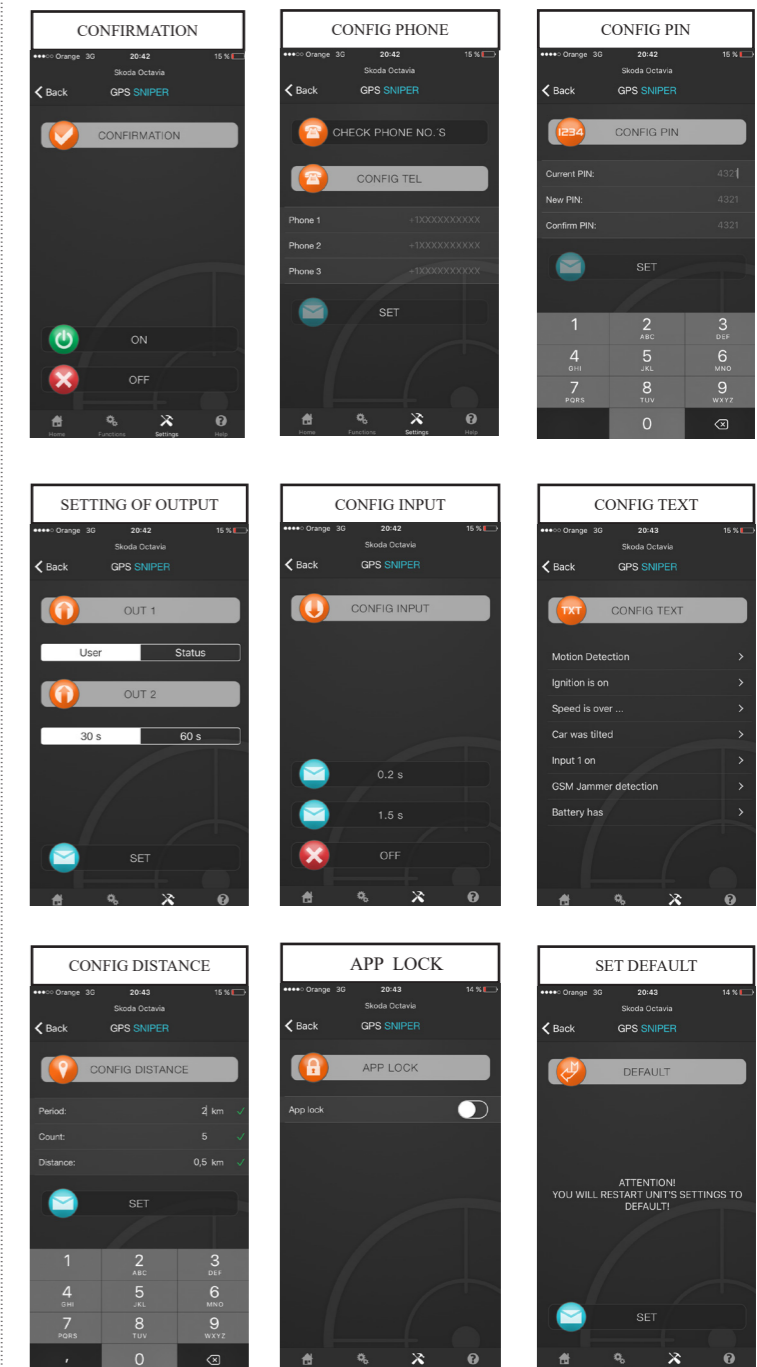 CONFIRMATION
●●●○○ Orange 3G 20:42 15 %
Skoda Octavia
Back GPS SNIPER
CONFIRMATION
ON
OFF
Home Functions Settings Help
CONFIG PHONE
●●●○○ Orange 3G 20:42 15 %
Skoda Octavia
Back GPS SNIPER
CHECK PHONE NO.´S
CONFIG TEL
Phone 1 +1XXXXXXXXXX
Phone 2 +1XXXXXXXXXX
Phone 3 +1XXXXXXXXXX
SET
Home Functions Settings Help
CONFIG PIN
●●●●○ Orange 3G 20:42 15 %
Skoda Octavia
Back GPS SNIPER
1234 CONFIG PIN
Current PIN: 4321
New PIN: 4321
Confirm PIN: 4321
SET
1 2 3
ABC DEF
4 5 6
GHI JKL MNO
7 8 9
PQRS TUV WXYZ
0
SETTING OF OUTPUT
●●●●○ Orange 3G 20:42 15 %
Skoda Octavia
Back GPS SNIPER
OUT 1
User Status
OUT 2
30 s 60 s
SET
CONFIG INPUT
●●●●○ Orange 3G 20:42 15 %
Skoda Octavia
Back GPS SNIPER
CONFIG INPUT
0.2 s
1.5 s
OFF
CONFIG TEXT
●●●●○ Orange 3G 20:43 15 %
Skoda Octavia
Back GPS SNIPER
TXT CONFIG TEXT
Motion Detection
Ignition is on
Speed is over ...
Car was tilted
Input 1 on
GSM Jammer detection
Battery has
CONFIG DISTANCE
●●●○○ Orange 3G 20:43 15 %
Skoda Octavia
Back GPS SNIPER
CONFIG DISTANCE
Period: 2 km
Count: 5
Distance: 0,5 km
SET
1 2 3
ABC DEF
4 5 6
GHI JKL MNO
7 8 9
PQRS TUV WXYZ
, 0
APP LOCK
●●●●○ Orange 3G 20:43 14 %
Skoda Octavia
Back GPS SNIPER
APP LOCK
App lock
SET DEFAULT
●●●●○ Orange 3G 20:43 14 %
Skoda Octavia
Back GPS SNIPER
DEFAULT
ATTENTION!
YOU WILL RESTART UNIT'S SETTINGS TO
DEFAULT!
SET